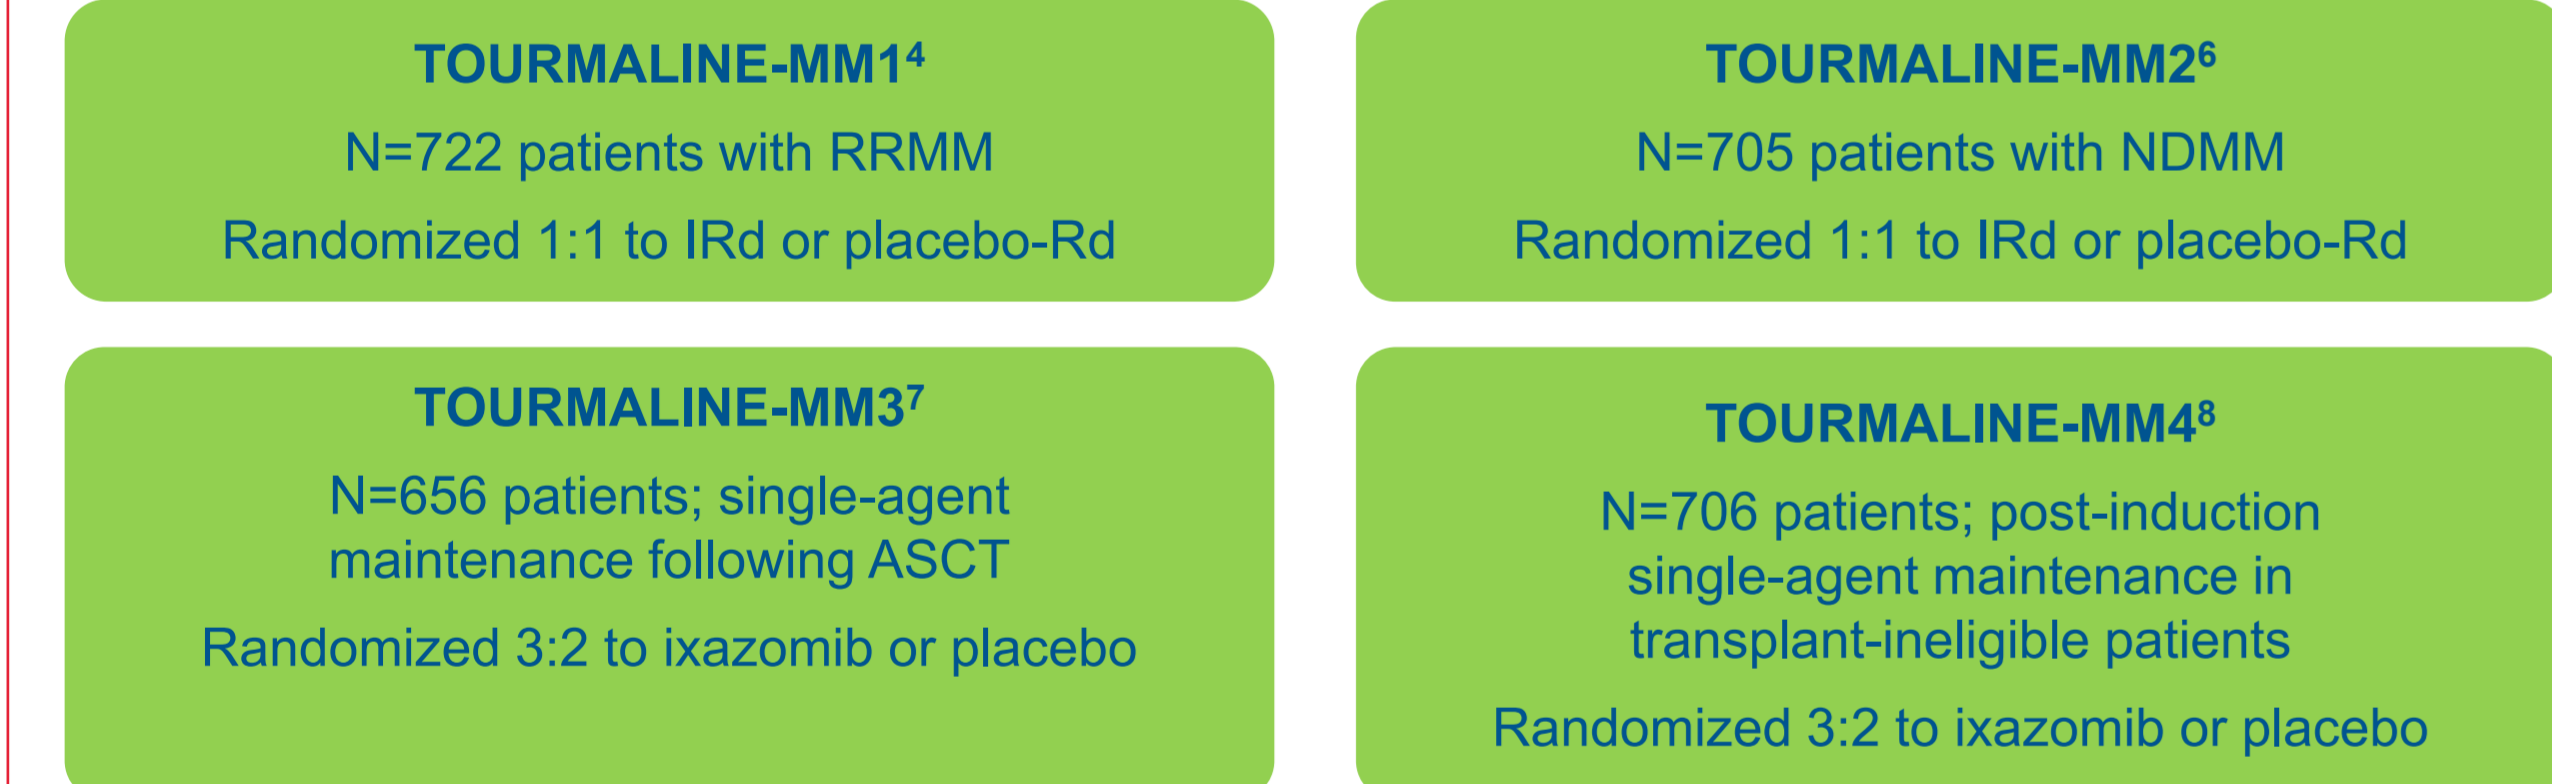 TOURMALINE-MM1⁴
N=722 patients with RRMM
Randomized 1:1 to IRd or placebo-Rd
TOURMALINE-MM2⁶
N=705 patients with NDMM
Randomized 1:1 to IRd or placebo-Rd
TOURMALINE-MM3⁷
N=656 patients; single-agent
maintenance following ASCT
Randomized 3:2 to ixazomib or placebo
TOURMALINE-MM4⁸
N=706 patients; post-induction
single-agent maintenance in
transplant-ineligible patients
Randomized 3:2 to ixazomib or placebo